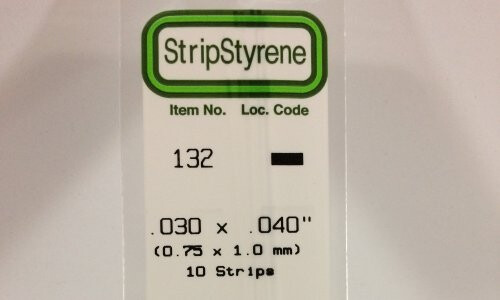 StripStyrene
Item No. Loc. Code
132
.030 x .040"
(0.75 x 1.0 mm)
10 Strips